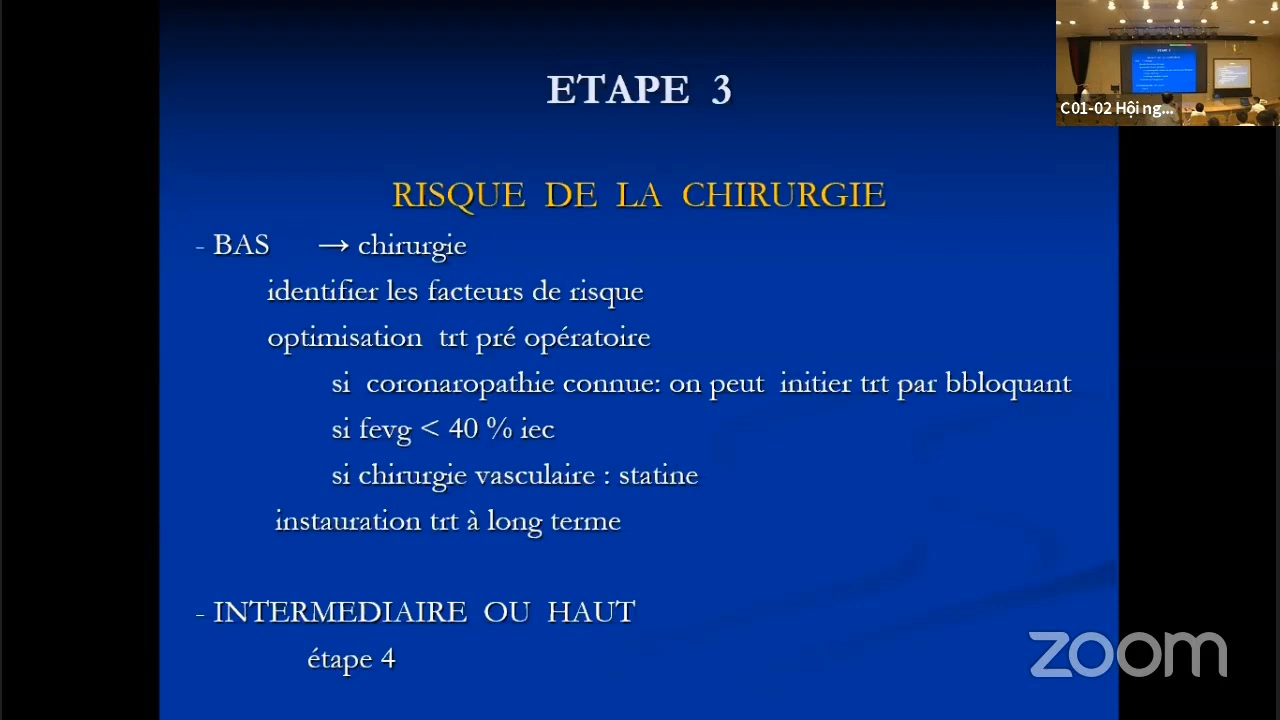 ETAPE 3
C01-02 Hội ng...
RISQUE DE LA CHIRURGIE
- BAS → chirurgie
identifier les facteurs de risque
optimisation trt pré opératoire
si coronaropathie connue: on peut initier trt par bbloquant
si fevg < 40 % iec
si chirurgie vasculaire : statine
instauration trt à long terme
- INTERMEDIAIRE OU HAUT
étape 4
zoom